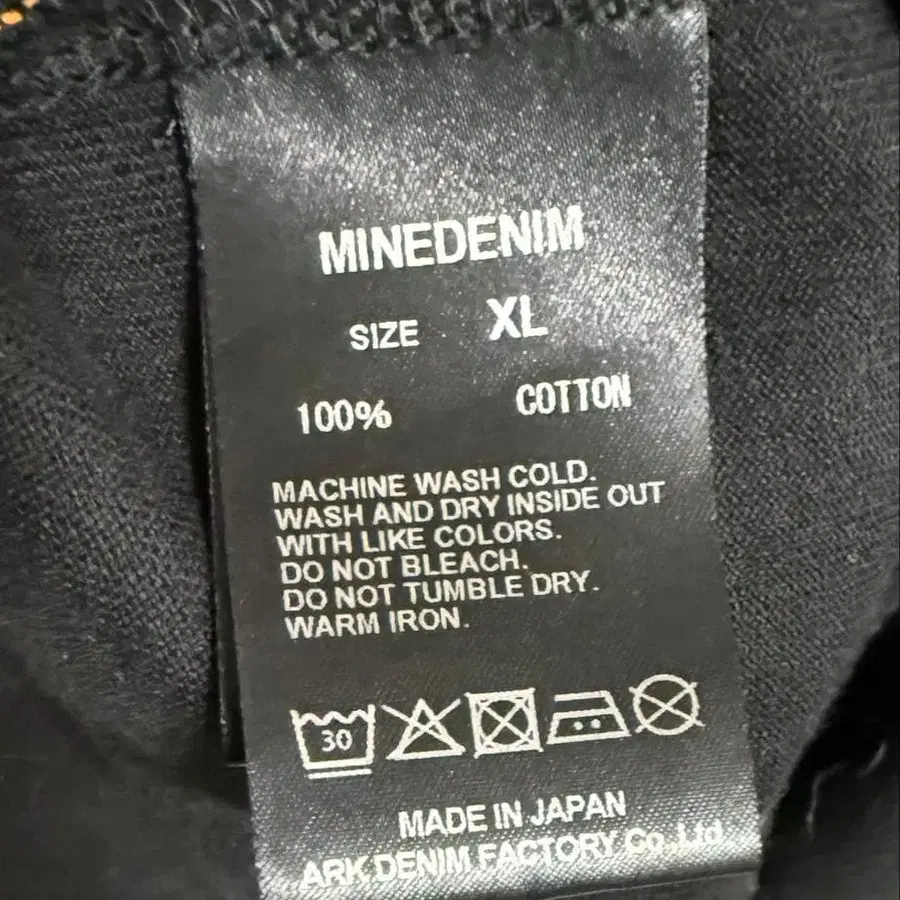 MINEDENIM
SIZE XL
100% COTTON
MACHINE WASH COLD.
WASH AND DRY INSIDE OUT
WITH LIKE COLORS.
DO NOT BLEACH.
DO NOT TUMBLE DRY.
WARM IRON.
30
MADE IN JAPAN
ARK.DENIM FACTORY Co.,Ltd